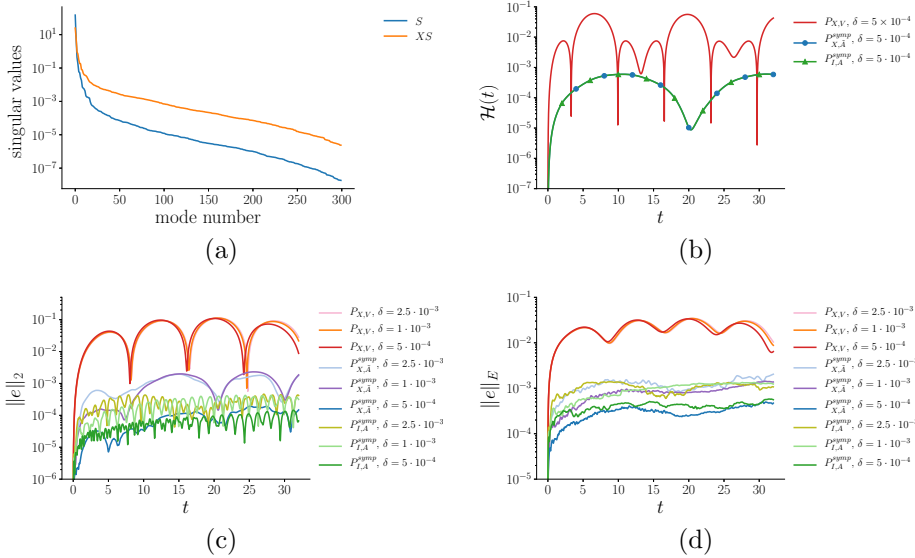 10^1
10^{-1}
10^{-3}
10^{-5}
10^{-7}
singular values
0 50 100 150 200 250 300
mode number
S
XS
(a)
10^{-1}
10^{-2}
10^{-3}
10^{-4}
10^{-5}
10^{-6}
10^{-7}
ℋ(t)
0 5 10 15 20 25 30
t
P_{X,V}, δ = 5 × 10^{-4}
P^{symp}_{X,Ã}, δ = 5 · 10^{-4}
P^{symp}_{I,A}, δ = 5 · 10^{-4}
(b)
10^{-1}
10^{-2}
10^{-3}
10^{-4}
10^{-5}
10^{-6}
‖e‖_2
0 5 10 15 20 25 30
t
P_{X,V}, δ = 2.5 · 10^{-3}
P_{X,V}, δ = 1 · 10^{-3}
P_{X,V}, δ = 5 · 10^{-4}
P^{symp}_{X,Ã}, δ = 2.5 · 10^{-3}
P^{symp}_{X,Ã}, δ = 1 · 10^{-3}
P^{symp}_{X,Ã}, δ = 5 · 10^{-4}
P^{symp}_{I,A}, δ = 2.5 · 10^{-3}
P^{symp}_{I,A}, δ = 1 · 10^{-3}
P^{symp}_{I,A}, δ = 5 · 10^{-4}
(c)
10^{-1}
10^{-2}
10^{-3}
10^{-4}
10^{-5}
‖e‖_E
0 5 10 15 20 25 30
t
P_{X,V}, δ = 2.5 · 10^{-3}
P_{X,V}, δ = 1 · 10^{-3}
P_{X,V}, δ = 5 · 10^{-4}
P^{symp}_{X,Ã}, δ = 2.5 · 10^{-3}
P^{symp}_{X,Ã}, δ = 1 · 10^{-3}
P^{symp}_{X,Ã}, δ = 5 · 10^{-4}
P^{symp}_{I,A}, δ = 2.5 · 10^{-3}
P^{symp}_{I,A}, δ = 1 · 10^{-3}
P^{symp}_{I,A}, δ = 5 · 10^{-4}
(d)